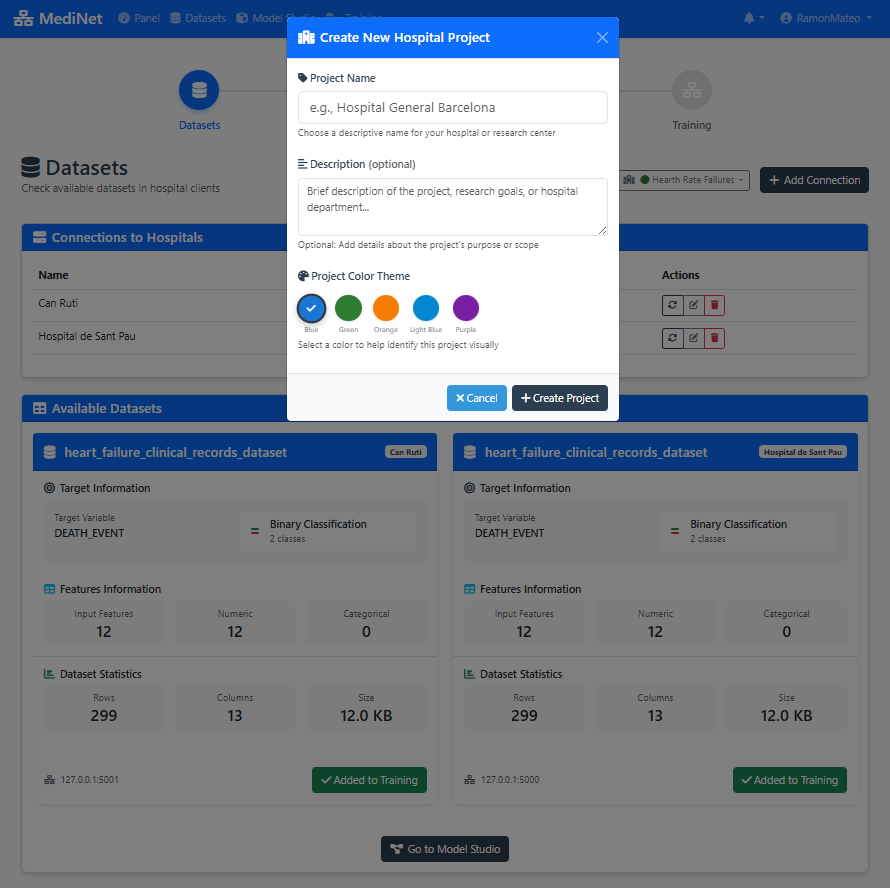 MediNet
Panel
Datasets
Model Studio
Training
RamonMateo
Create New Hospital Project
Project Name
e.g., Hospital General Barcelona
Choose a descriptive name for your hospital or research center
Description (optional)
Brief description of the project, research goals, or hospital
department...
Optional: Add details about the project's purpose or scope
Project Color Theme
Blue
Green
Orange
Light Blue
Purple
Select a color to help identify this project visually
Cancel
Create Project
Datasets
Training
Datasets
Check available datasets in hospital clients
Hearth Rate Failures
Add Connection
Connections to Hospitals
Name
Actions
Can Ruti
Hospital de Sant Pau
Available Datasets
heart_failure_clinical_records_dataset
Can Ruti
Target Information
Target Variable
DEATH_EVENT
Binary Classification
2 classes
Features Information
Input Features
12
Numeric
12
Categorical
0
Dataset Statistics
Rows
299
Columns
13
Size
12.0 KB
127.0.0.1:5001
Added to Training
heart_failure_clinical_records_dataset
Hospital de Sant Pau
Target Information
Target Variable
DEATH_EVENT
Binary Classification
2 classes
Features Information
Input Features
12
Numeric
12
Categorical
0
Dataset Statistics
Rows
299
Columns
13
Size
12.0 KB
127.0.0.1:5000
Added to Training
Go to Model Studio